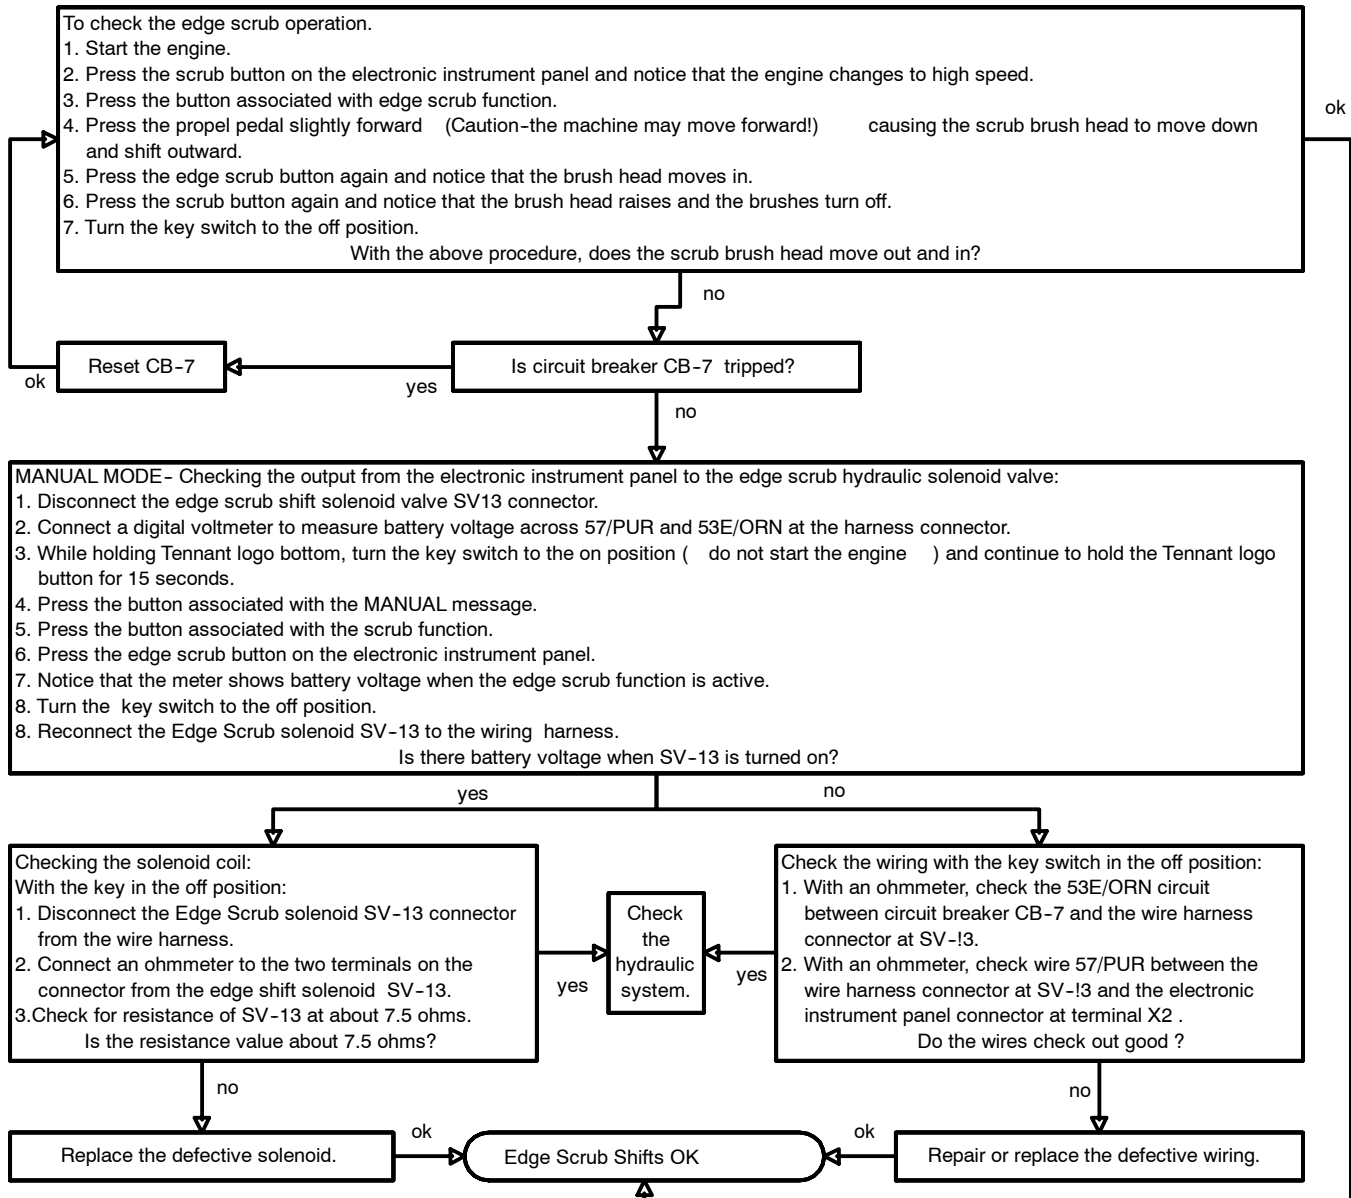 To check the edge scrub operation.
1. Start the engine.
2. Press the scrub button on the electronic instrument panel and notice that the engine changes to high speed.
3. Press the button associated with edge scrub function.
4. Press the propel pedal slightly forward (Caution-the machine may move forward!) causing the scrub brush head to move down
and shift outward.
5. Press the edge scrub button again and notice that the brush head moves in.
6. Press the scrub button again and notice that the brush head raises and the brushes turn off.
7. Turn the key switch to the off position.
With the above procedure, does the scrub brush head move out and in?
ok
no
Reset CB-7
Is circuit breaker CB-7 tripped?
ok
yes
no
MANUAL MODE- Checking the output from the electronic instrument panel to the edge scrub hydraulic solenoid valve:
1. Disconnect the edge scrub shift solenoid valve SV13 connector.
2. Connect a digital voltmeter to measure battery voltage across 57/PUR and 53E/ORN at the harness connector.
3. While holding Tennant logo bottom, turn the key switch to the on position ( do not start the engine ) and continue to hold the Tennant logo
button for 15 seconds.
4. Press the button associated with the MANUAL message.
5. Press the button associated with the scrub function.
6. Press the edge scrub button on the electronic instrument panel.
7. Notice that the meter shows battery voltage when the edge scrub function is active.
8. Turn the key switch to the off position.
8. Reconnect the Edge Scrub solenoid SV-13 to the wiring harness.
Is there battery voltage when SV-13 is turned on?
yes
no
Checking the solenoid coil:
With the key in the off position:
1. Disconnect the Edge Scrub solenoid SV-13 connector
from the wire harness.
2. Connect an ohmmeter to the two terminals on the
connector from the edge shift solenoid SV-13.
3.Check for resistance of SV-13 at about 7.5 ohms.
Is the resistance value about 7.5 ohms?
yes
Check
the
hydraulic
system.
yes
Check the wiring with the key switch in the off position:
1. With an ohmmeter, check the 53E/ORN circuit
between circuit breaker CB-7 and the wire harness
connector at SV-!3.
2. With an ohmmeter, check wire 57/PUR between the
wire harness connector at SV-!3 and the electronic
instrument panel connector at terminal X2 .
Do the wires check out good ?
no
no
Replace the defective solenoid.
ok
Edge Scrub Shifts OK
ok
Repair or replace the defective wiring.